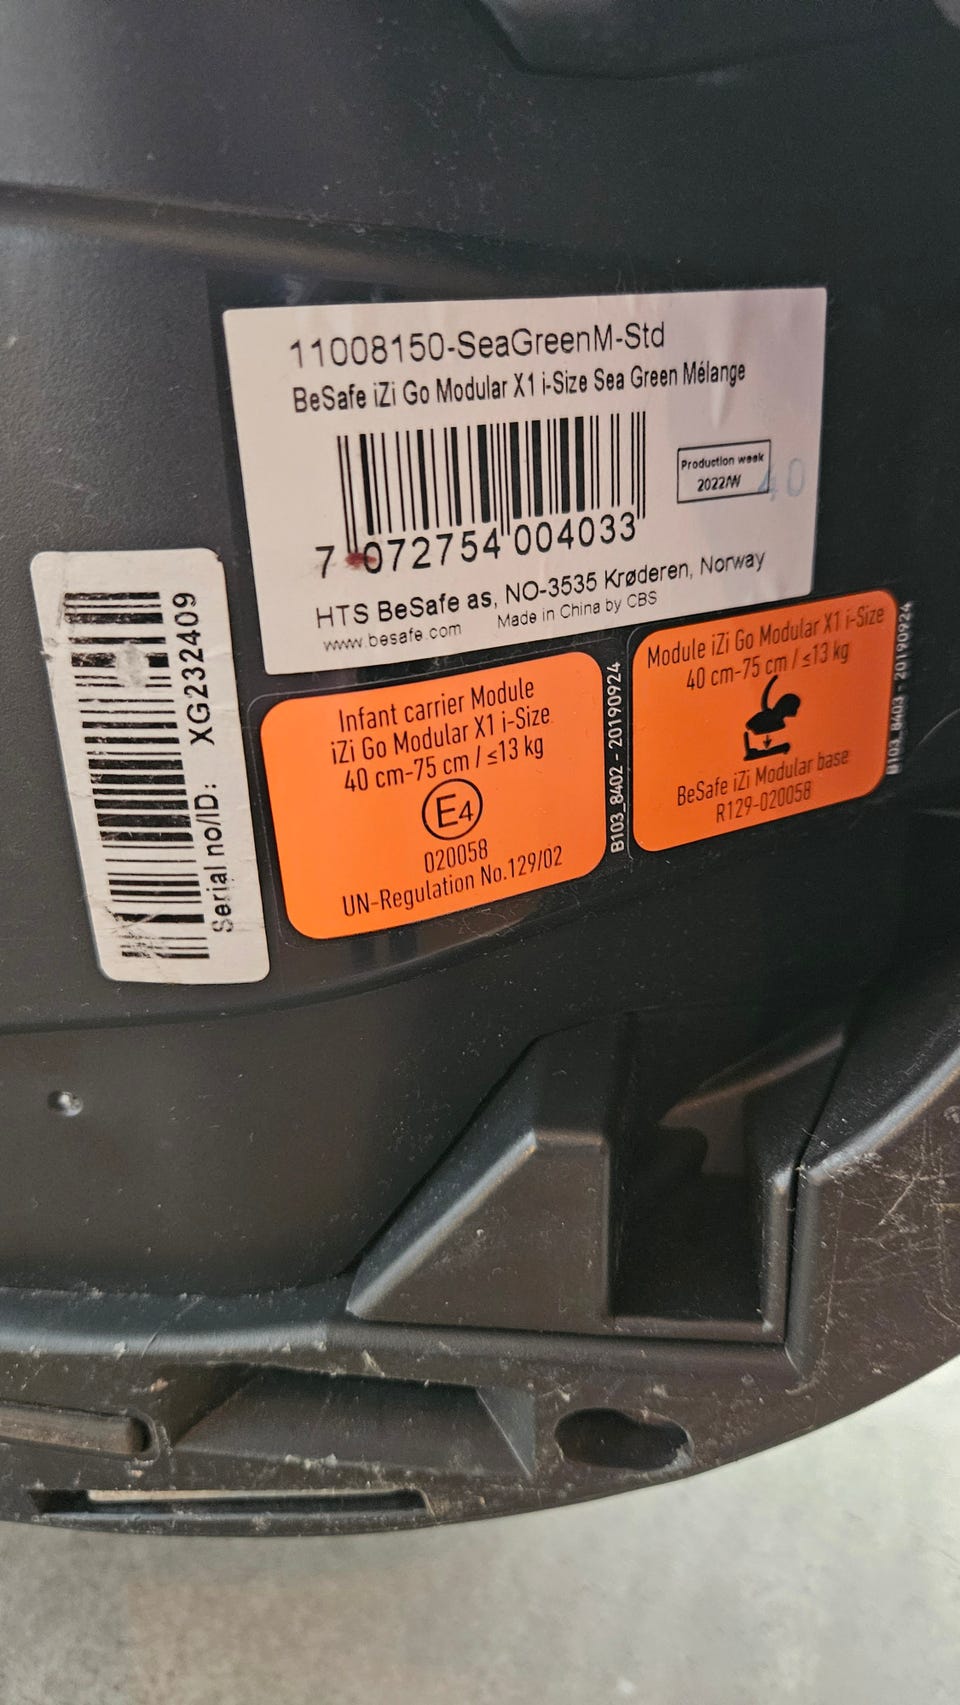 11008150-SeaGreenM-Std
BeSafe iZi Go Modular X1 i-Size Sea Green Mélange
Production week
2022/W 40
7 072754 004033
HTS BeSafe as, NO-3535 Krøderen, Norway
www.besafe.com Made in China by CBS
Serial no/ID: XG232409
Infant carrier Module
iZi Go Modular X1 i-Size
40 cm-75 cm / ≤13 kg
E4
020058
UN-Regulation No.129/02
B103_8402 - 20190924
Module iZi Go Modular X1 i-Size
40 cm-75 cm / ≤13 kg
BeSafe iZi Modular base
R129-020058
B103_8403 - 20190924